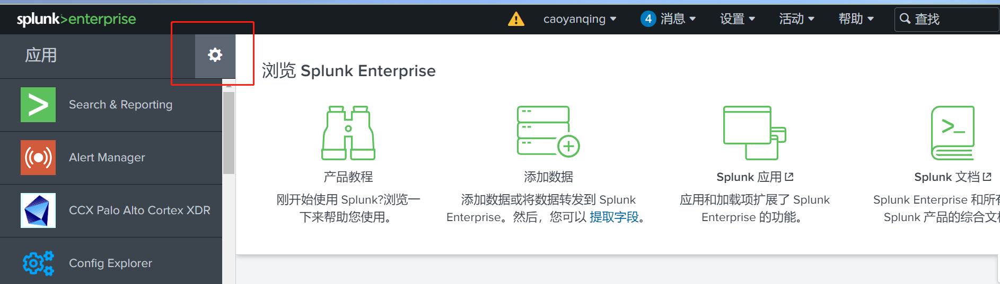 splunk>enterprise
caoyanqing
4 消息
设置
活动
帮助
查找
应用
Search & Reporting
Alert Manager
CCX Palo Alto Cortex XDR
Config Explorer
浏览 Splunk Enterprise
产品教程
刚开始使用 Splunk?浏览一
下来帮助您使用。
添加数据
添加数据或将数据转发到 Splunk
Enterprise。然后，您可以 提取字段。
Splunk 应用
应用和加载项扩展了 Splunk
Enterprise 的功能。
>_
Splunk 文档
Splunk Enterprise 和所有
Splunk 产品的综合文